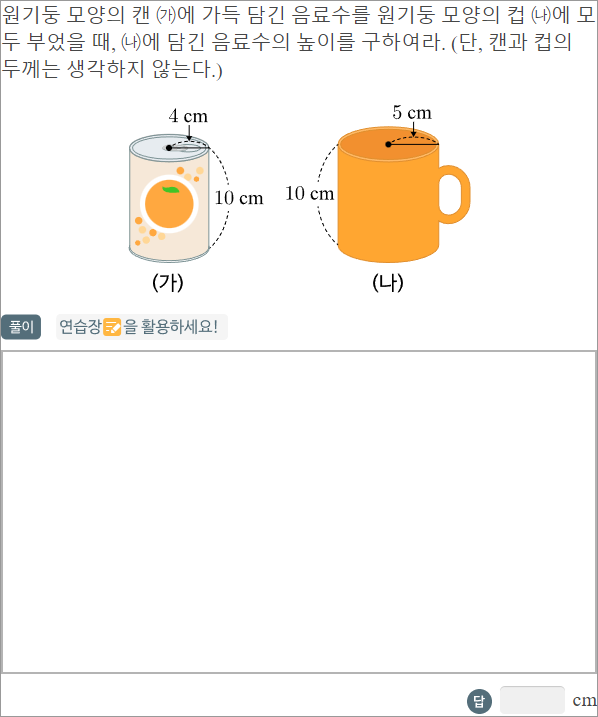 원기둥 모양의 캔 ㈎에 가득 담긴 음료수를 원기둥 모양의 컵 ㈏에 모
두 부었을 때, ㈏에 담긴 음료수의 높이를 구하여라. (단, 캔과 컵의
두께는 생각하지 않는다.)
4 cm
5 cm
10 cm
10 cm
(가)
(나)
풀이 연습장을 활용하세요!
답 cm